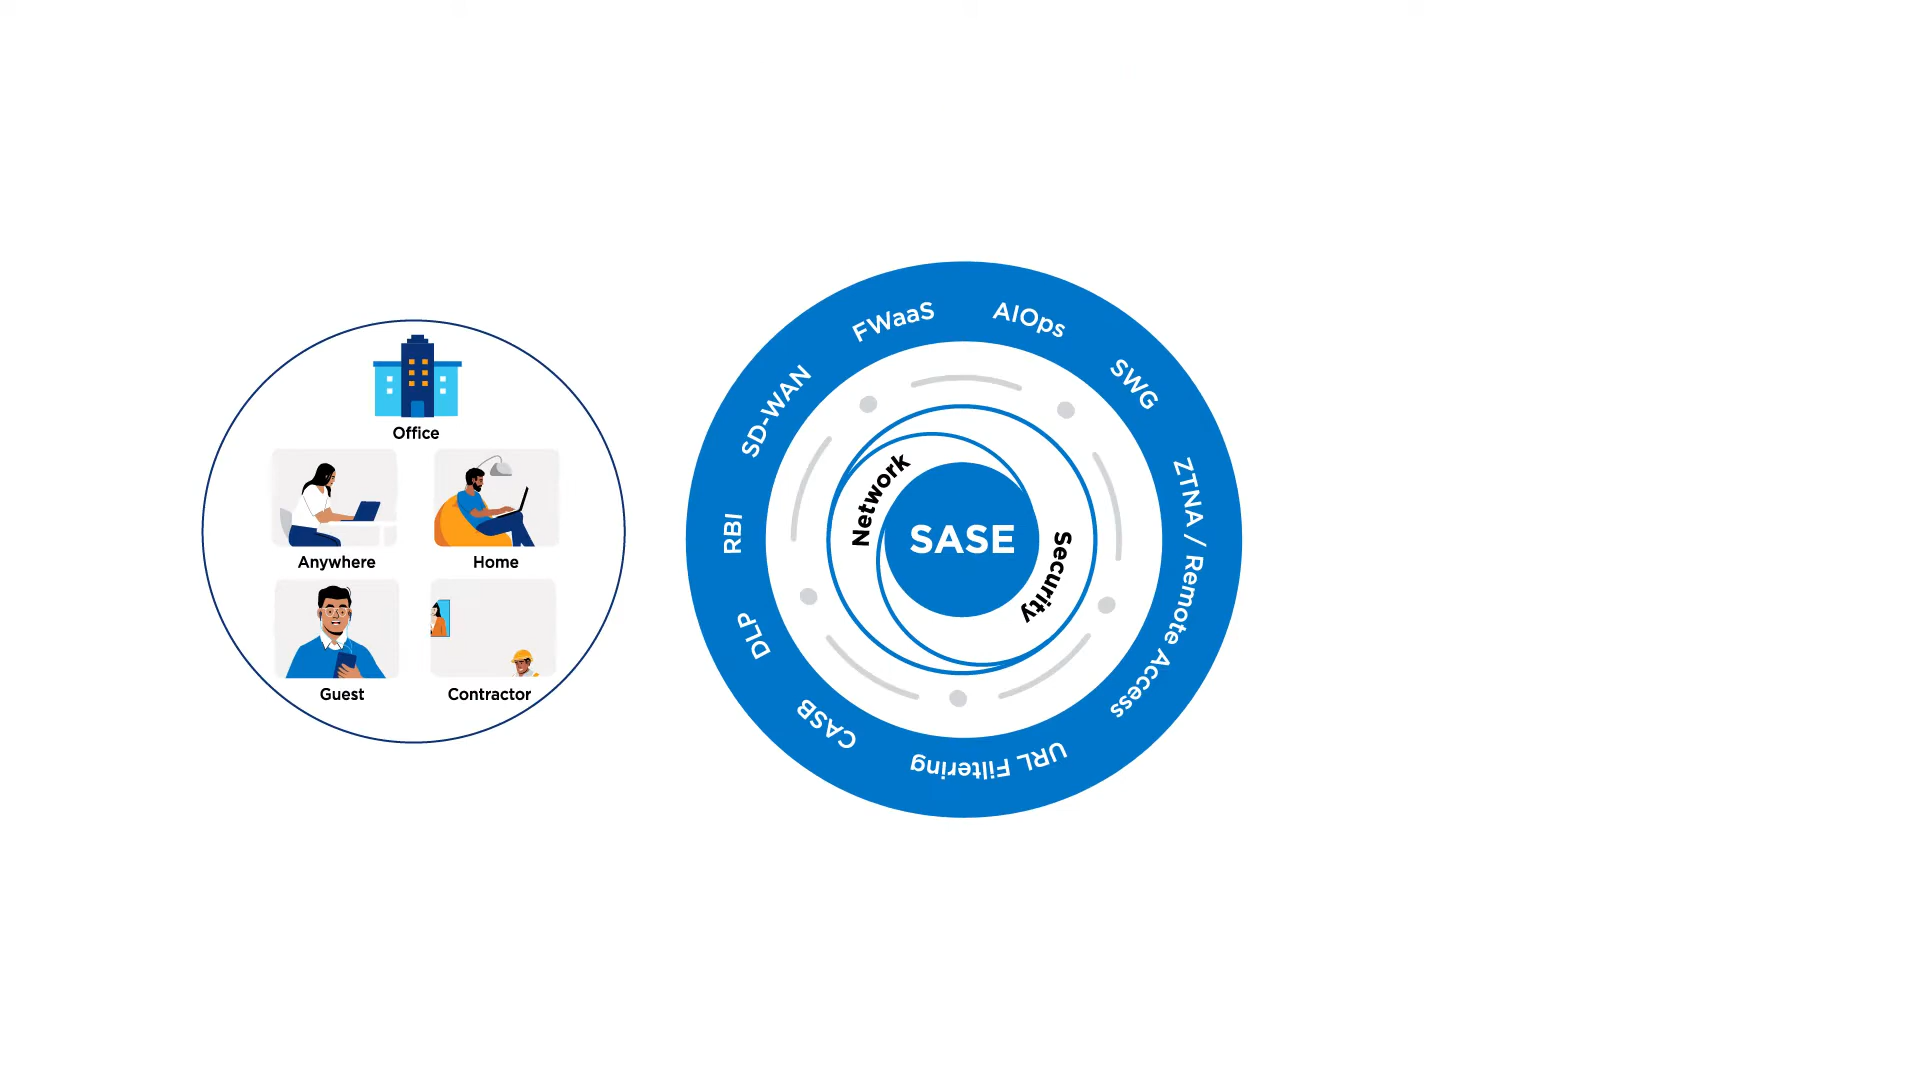 Office
Anywhere
Home
Guest
Contractor
FWaaS
AIOps
SWG
ZTNA / Remote Access
URL Filtering
CASB
DLP
RBI
SD-WAN
Network
SASE
Security